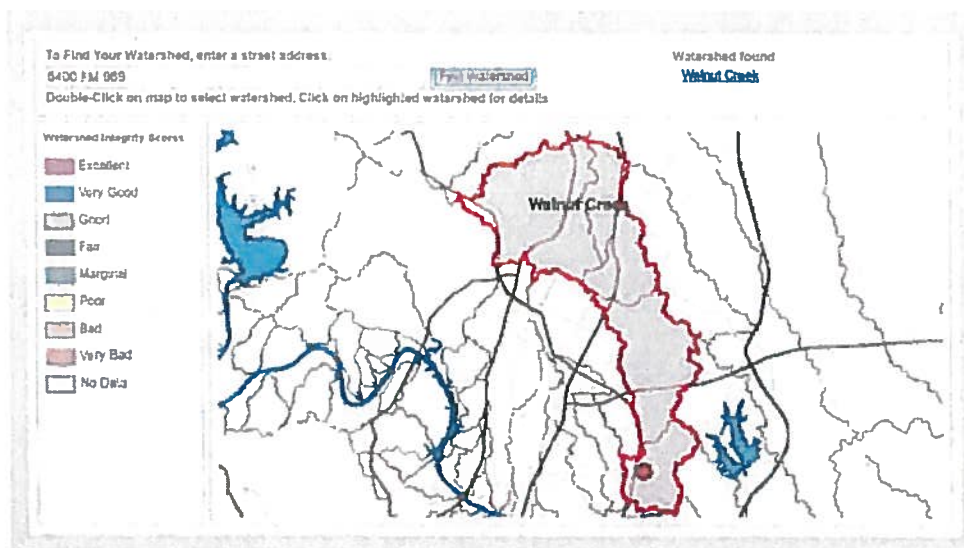 To Find Your Watershed, enter a street address:
Watershed found
6400 FM 969
Find Watershed
Walnut Creek
Double-Click on map to select watershed. Click on highlighted watershed for details
Watershed Integrity Scores
Excellent
Very Good
Good
Fair
Marginal
Poor
Bad
Very Bad
No Data
Walnut Creek